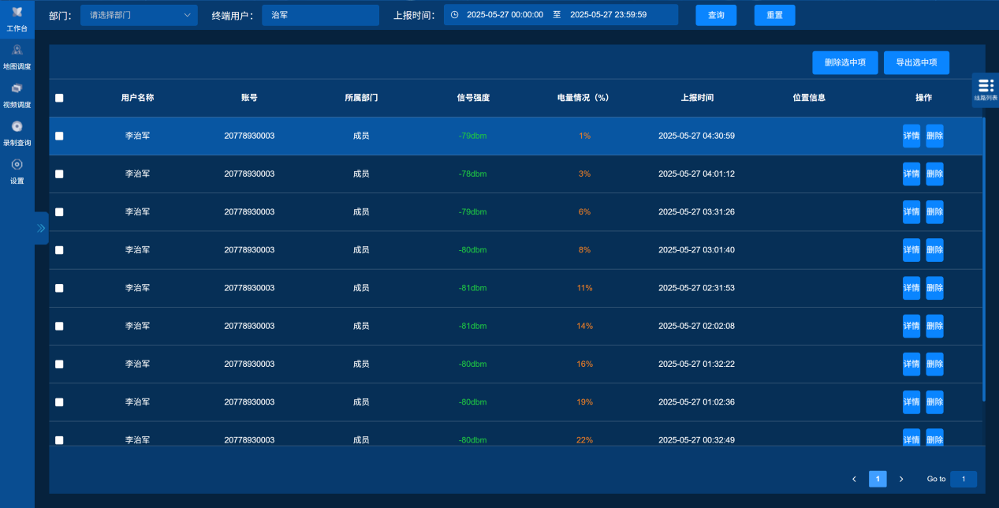 部门： 请选择部门 终端用户： 治军 上报时间： 2025-05-27 00:00:00 至 2025-05-27 23:59:59 查询 重置
工作台
地图调度
视频调度
录制查询
设置
删除选中项 导出选中项
线路列表
用户名称 账号 所属部门 信号强度 电量情况（%） 上报时间 位置信息 操作
李治军 20778930003 成员 -79dbm 1% 2025-05-27 04:30:59 详情 删除
李治军 20778930003 成员 -78dbm 3% 2025-05-27 04:01:12 详情 删除
李治军 20778930003 成员 -79dbm 6% 2025-05-27 03:31:26 详情 删除
李治军 20778930003 成员 -80dbm 8% 2025-05-27 03:01:40 详情 删除
李治军 20778930003 成员 -81dbm 11% 2025-05-27 02:31:53 详情 删除
李治军 20778930003 成员 -81dbm 14% 2025-05-27 02:02:08 详情 删除
李治军 20778930003 成员 -80dbm 16% 2025-05-27 01:32:22 详情 删除
李治军 20778930003 成员 -80dbm 19% 2025-05-27 01:02:36 详情 删除
李治军 20778930003 成员 -80dbm 22% 2025-05-27 00:32:49 详情 删除
1 Go to 1